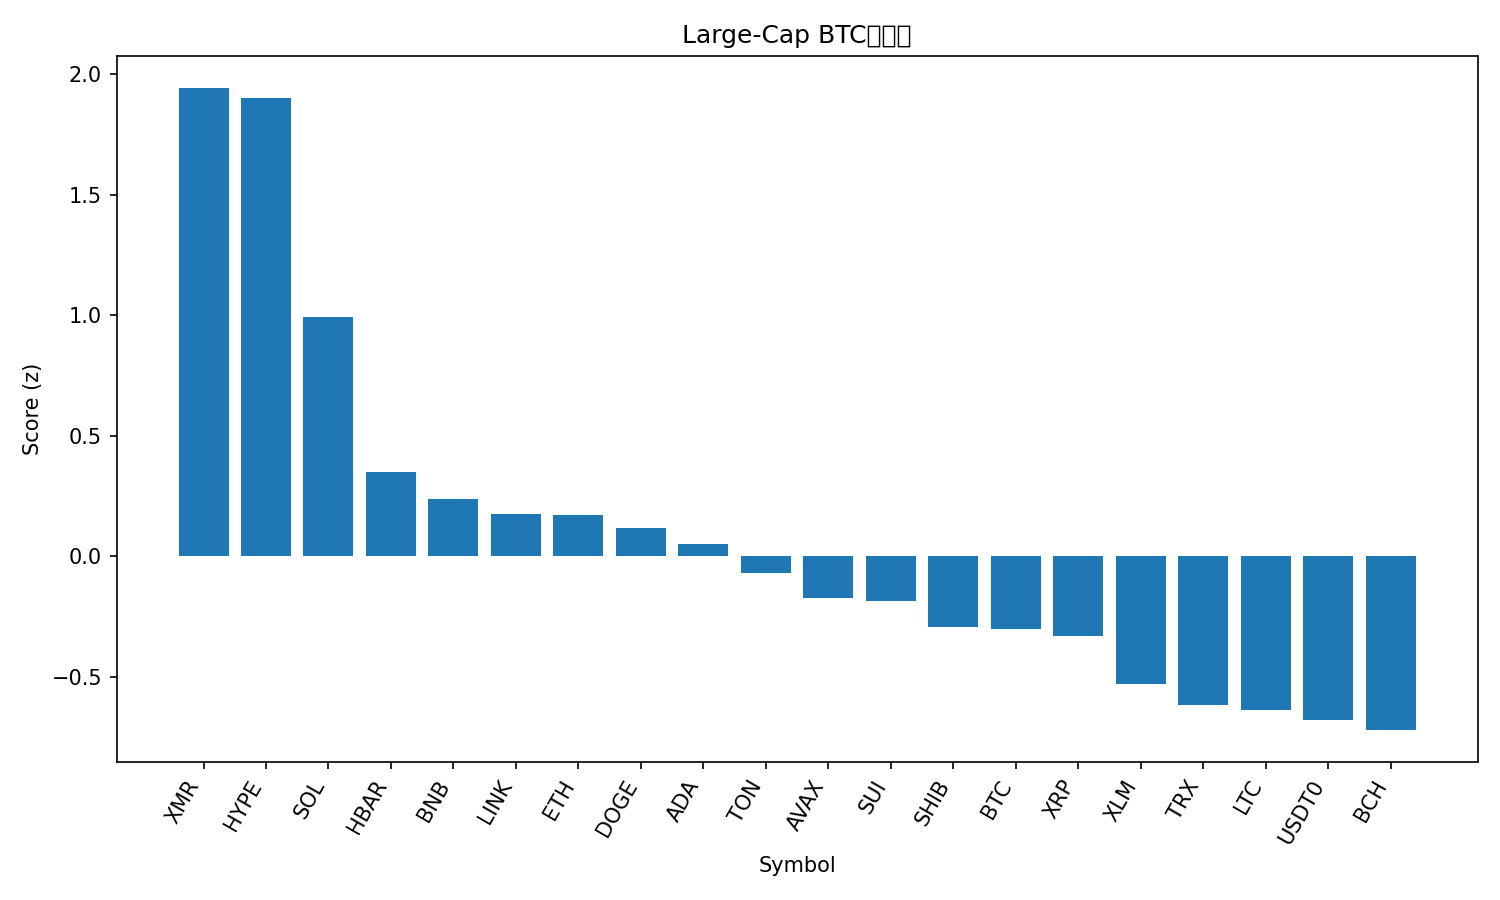 Large-Cap BTC
Score (z)
2.0
1.5
1.0
0.5
0.0
−0.5
XMR
HYPE
SOL
HBAR
BNB
LINK
ETH
DOGE
ADA
TON
AVAX
SUI
SHIB
BTC
XRP
XLM
TRX
LTC
USDT0
BCH
Symbol